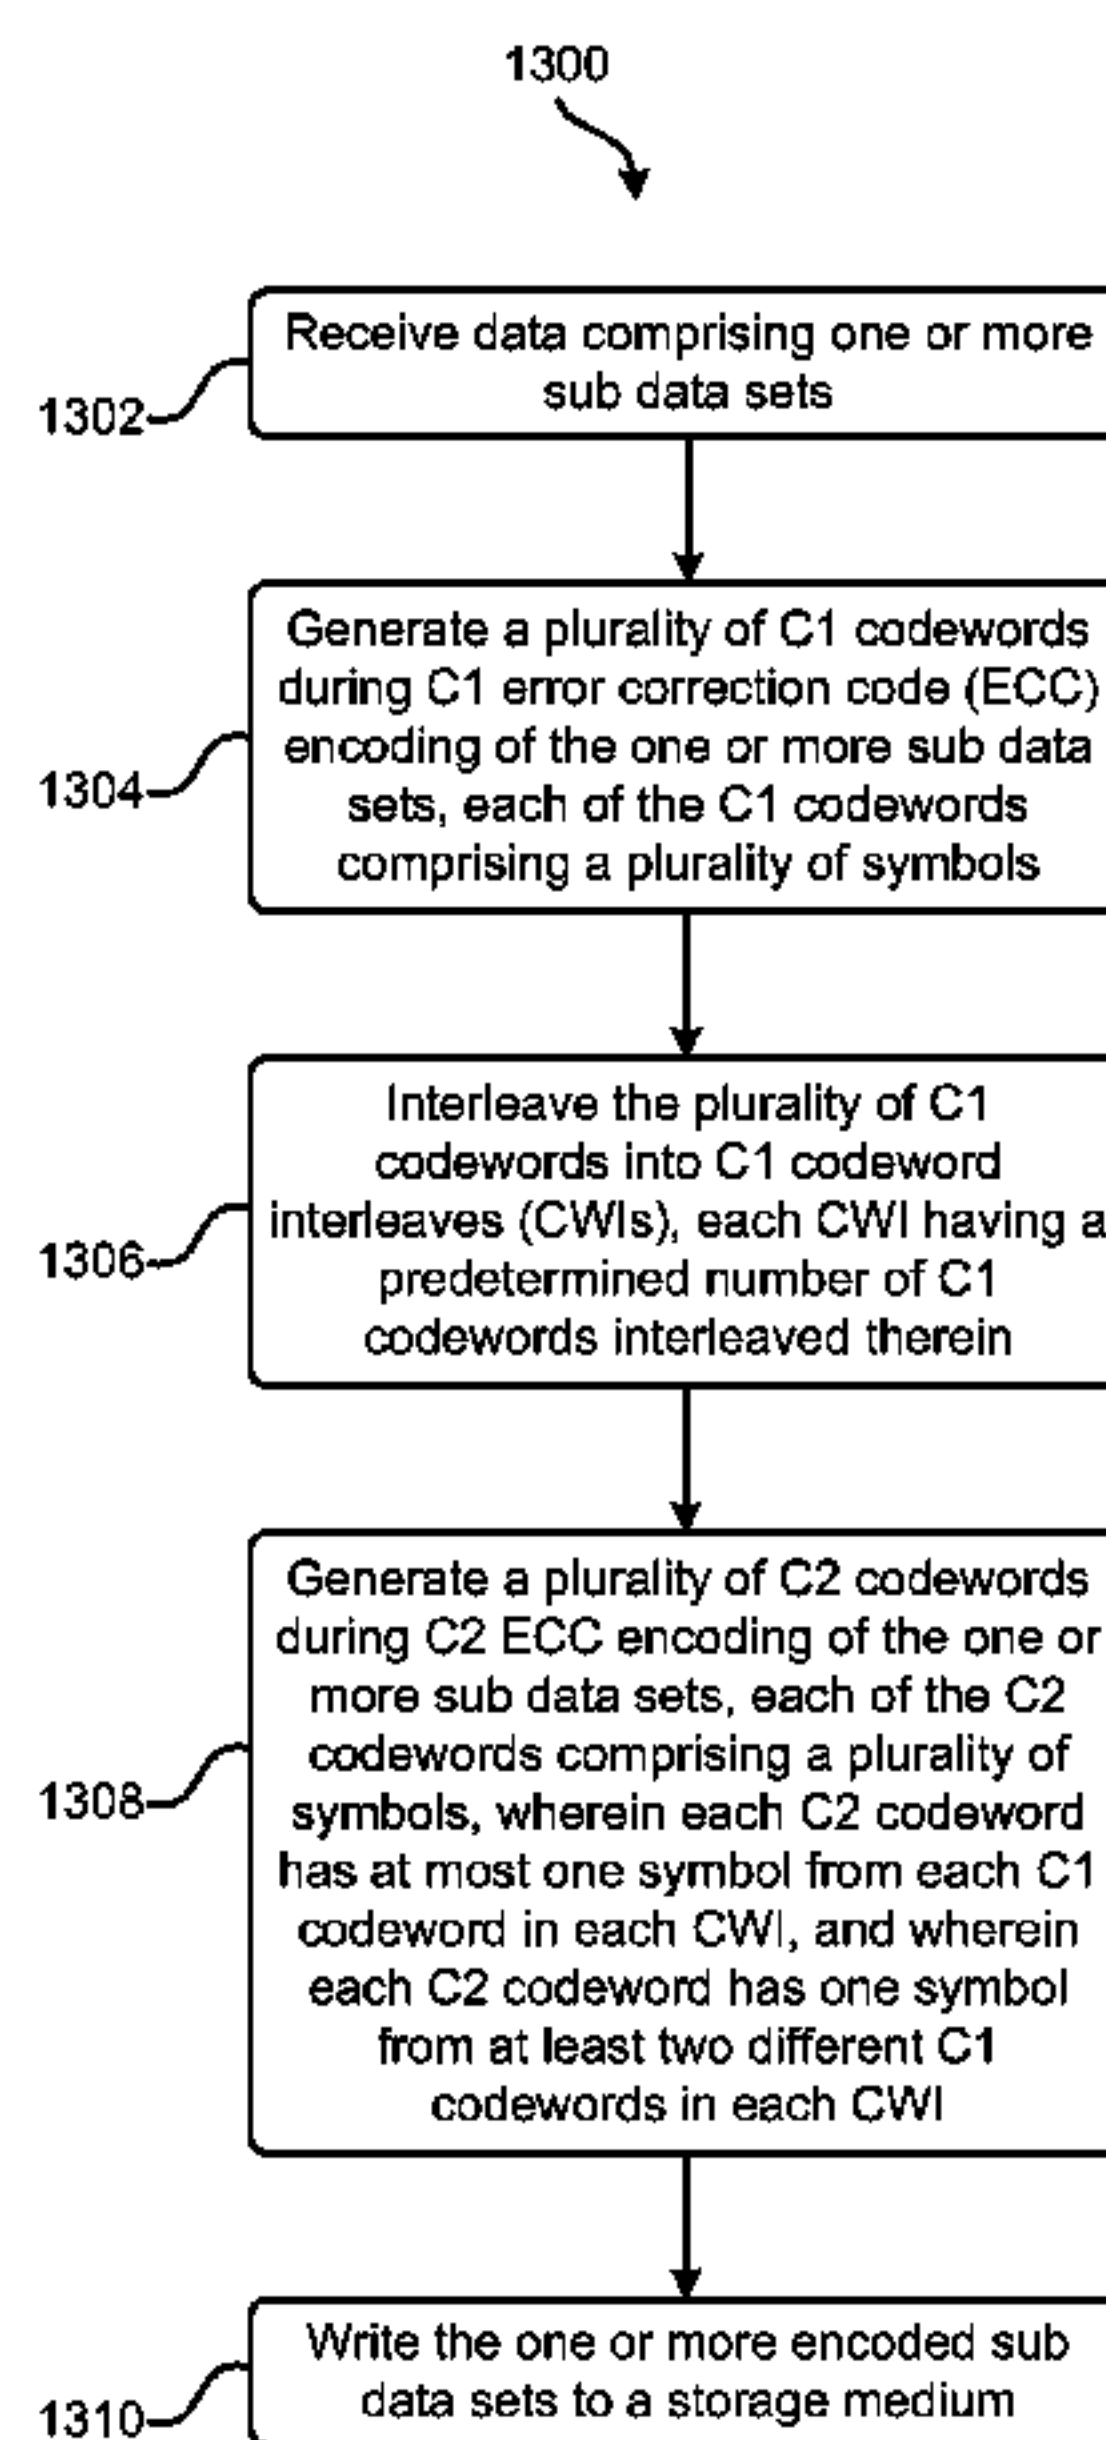 1300
Receive data comprising one or more
sub data sets
1302
Generate a plurality of C1 codewords
during C1 error correction code (ECC)
encoding of the one or more sub data
sets, each of the C1 codewords
comprising a plurality of symbols
1304
Interleave the plurality of C1
codewords into C1 codeword
interleaves (CWIs), each CWI having a
predetermined number of C1
codewords interleaved therein
1306
Generate a plurality of C2 codewords
during C2 ECC encoding of the one or
more sub data sets, each of the C2
codewords comprising a plurality of
symbols, wherein each C2 codeword
has at most one symbol from each C1
codeword in each CWI, and wherein
each C2 codeword has one symbol
from at least two different C1
codewords in each CWI
1308
Write the one or more encoded sub
data sets to a storage medium
1310